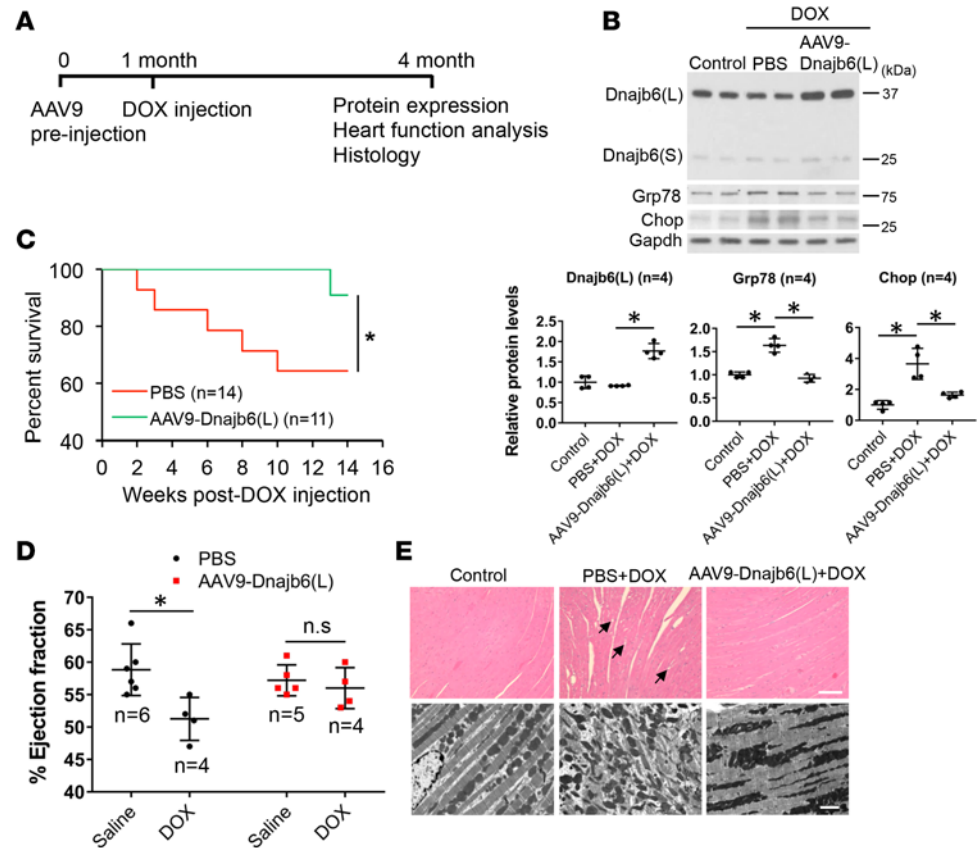 A
0 1 month 4 month
AAV9
pre-injection
DOX injection
Protein expression
Heart function analysis
Histology
B
DOX
Control PBS AAV9-
Dnajb6(L) (kDa)
Dnajb6(L) 37
Dnajb6(S) 25
Grp78 75
Chop 25
Gapdh
Relative protein levels
Dnajb6(L) (n=4)
*
2.5
2.0
1.5
1.0
0.5
0.0
Control
PBS+DOX
AAV9-Dnajb6(L)+DOX
Grp78 (n=4)
* *
2.0
1.5
1.0
0.5
0.0
Control
PBS+DOX
AAV9-Dnajb6(L)+DOX
Chop (n=4)
* *
6
4
2
0
Control
PBS+DOX
AAV9-Dnajb6(L)+DOX
C
Percent survival
100
80
60
40
*
PBS (n=14)
AAV9-Dnajb6(L) (n=11)
0 2 4 6 8 10 12 14 16
Weeks post-DOX injection
D
PBS
AAV9-Dnajb6(L)
% Ejection fraction
70
65
60
55
50
45
40
*
n.s
n=6
n=4
n=5
n=4
Saline
DOX
Saline
DOX
E
Control PBS+DOX AAV9-Dnajb6(L)+DOX